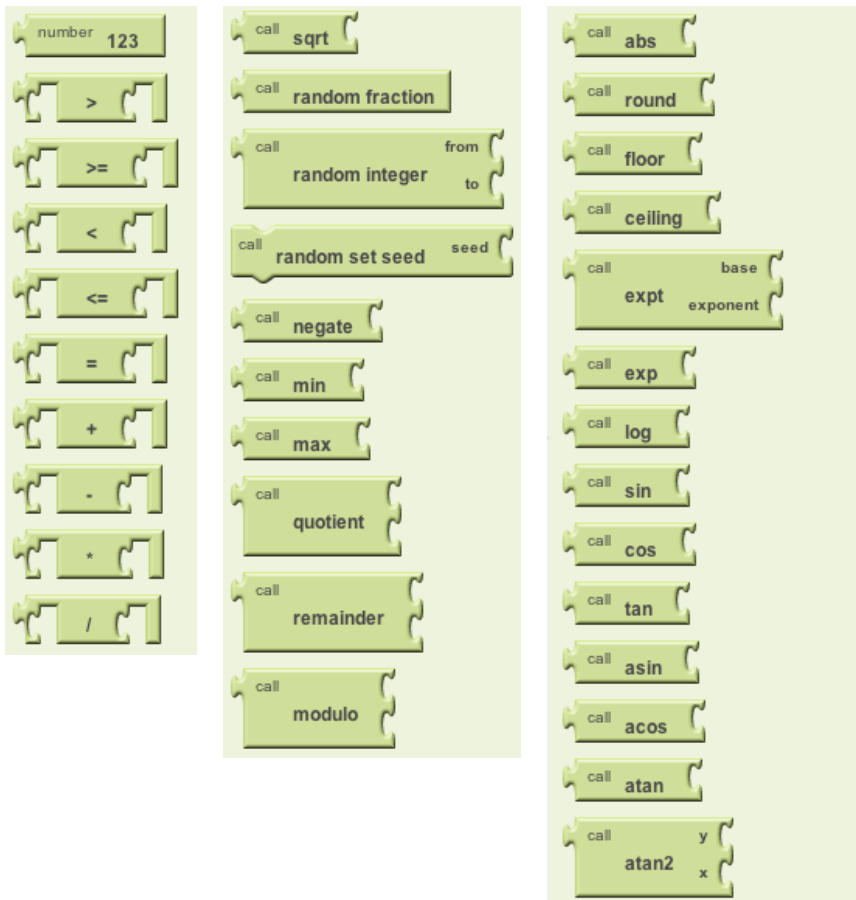 number 123
>
>=
<
<=
=
+
-
*
/
call sqrt
call random fraction
call random integer from
to
call random set seed seed
call negate
call min
call max
call quotient
call remainder
call modulo
call abs
call round
call floor
call ceiling
call expt base
exponent
call exp
call log
call sin
call cos
call tan
call asin
call acos
call atan
call atan2 y
x